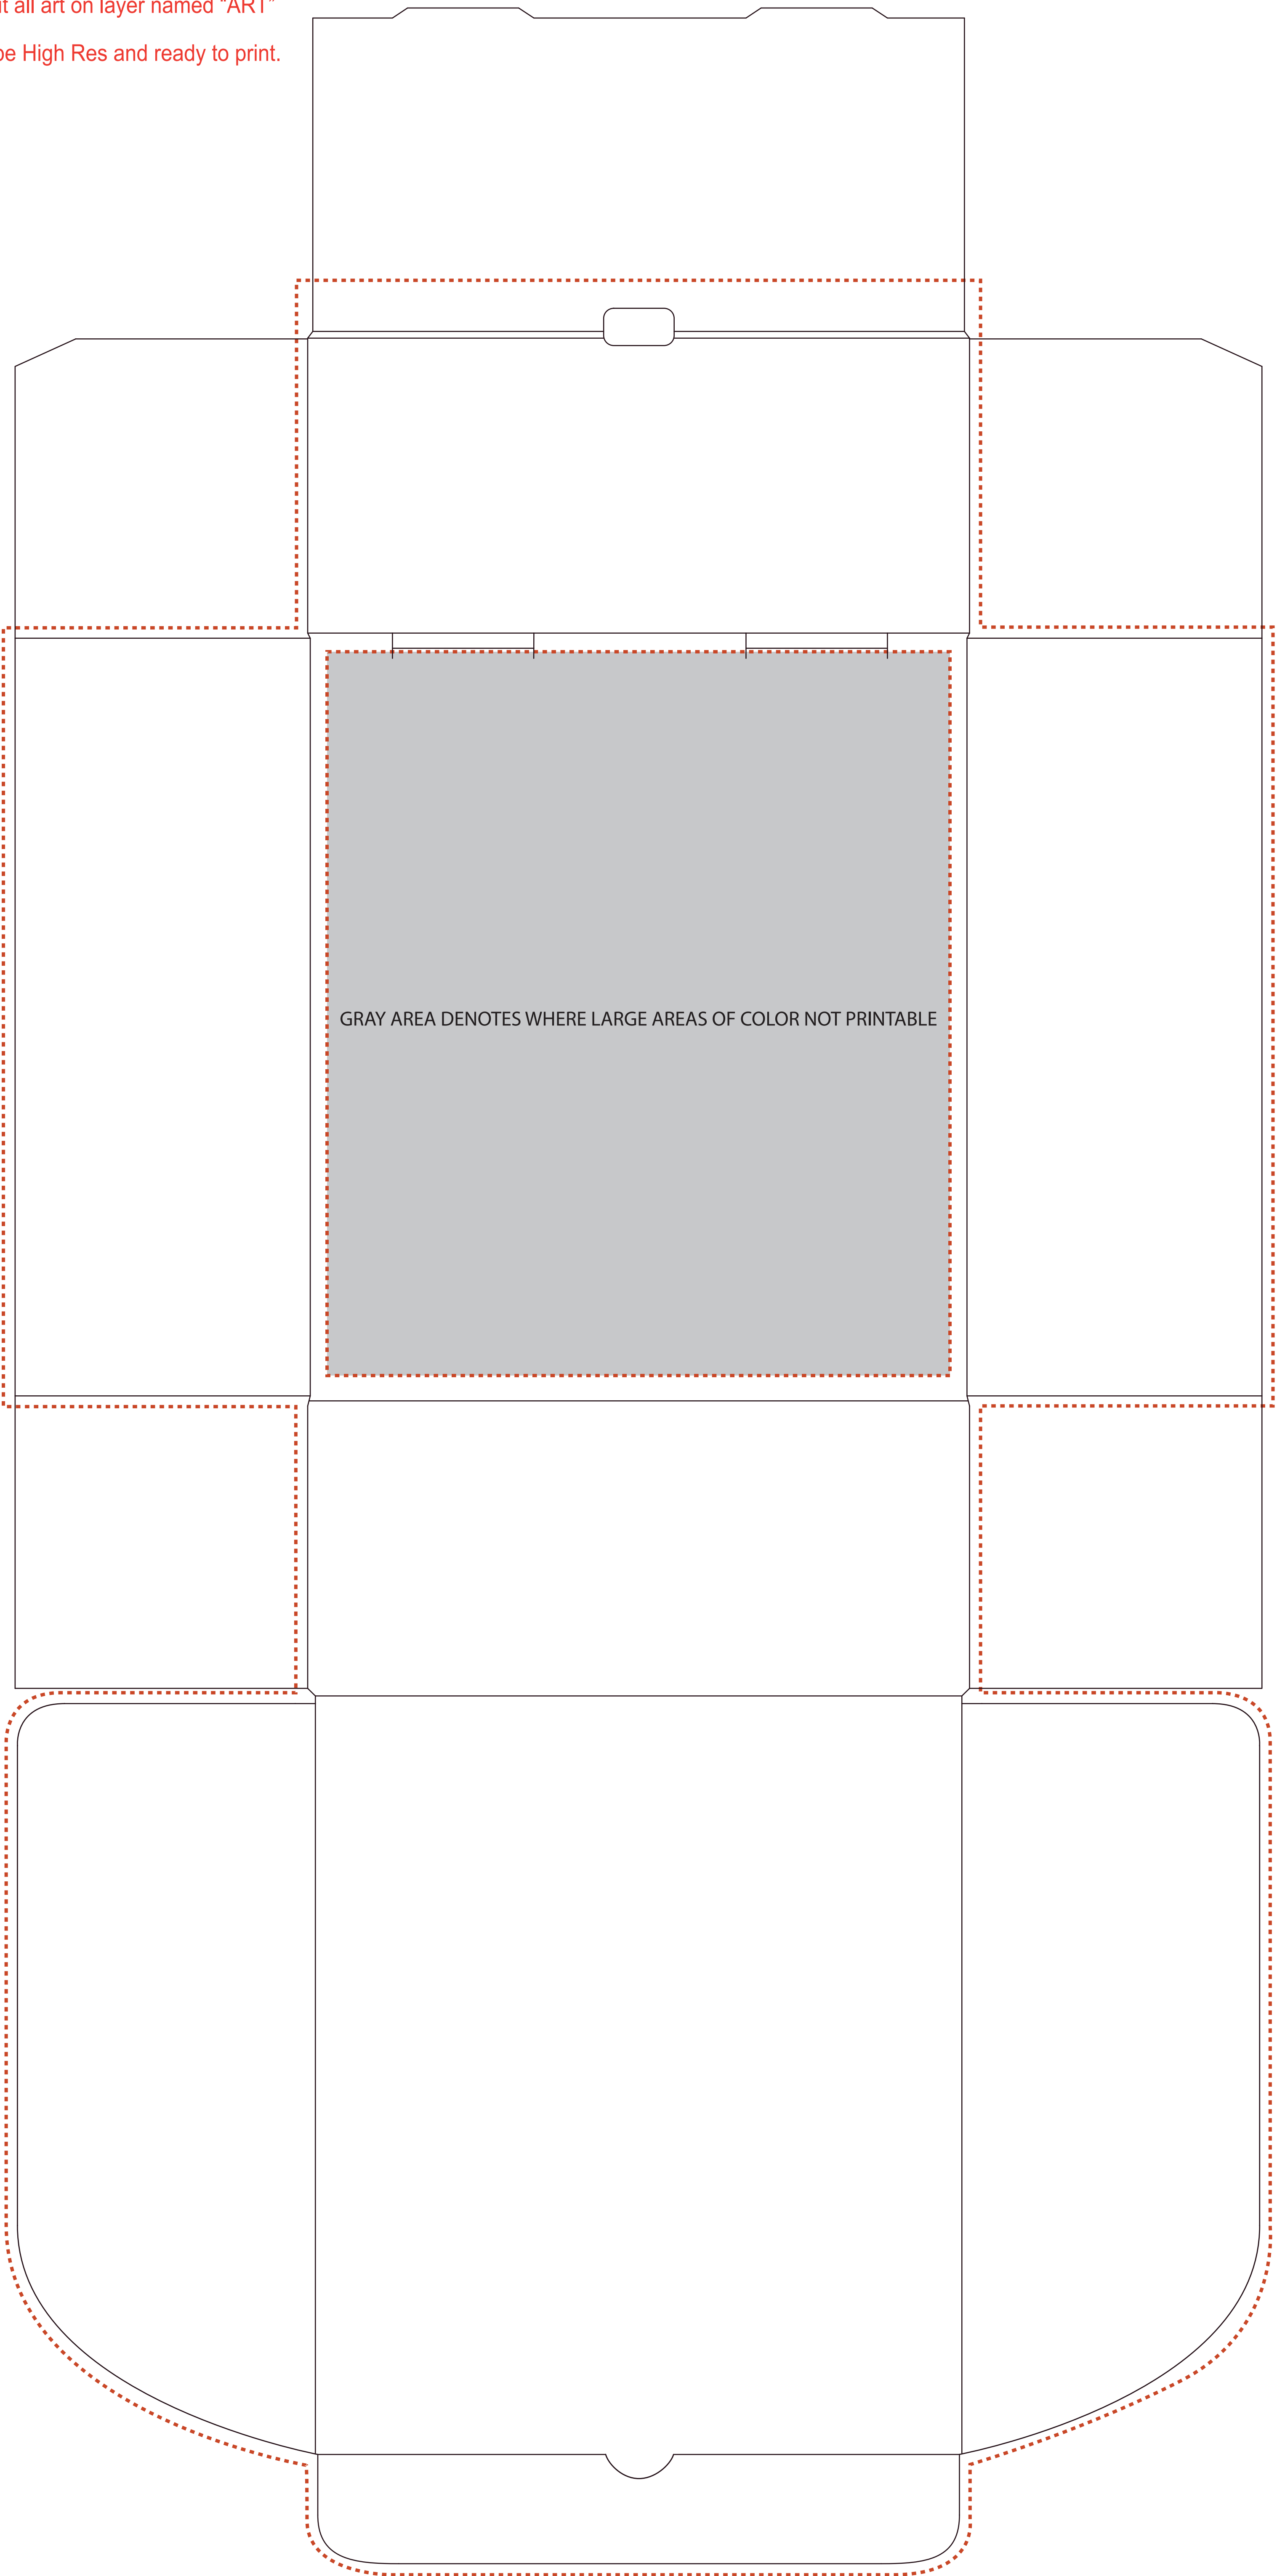 all art on layer named "ART"
High Res and ready to print.
GRAY AREA DENOTES WHERE LARGE AREAS OF COLOR NOT PRINTABLE